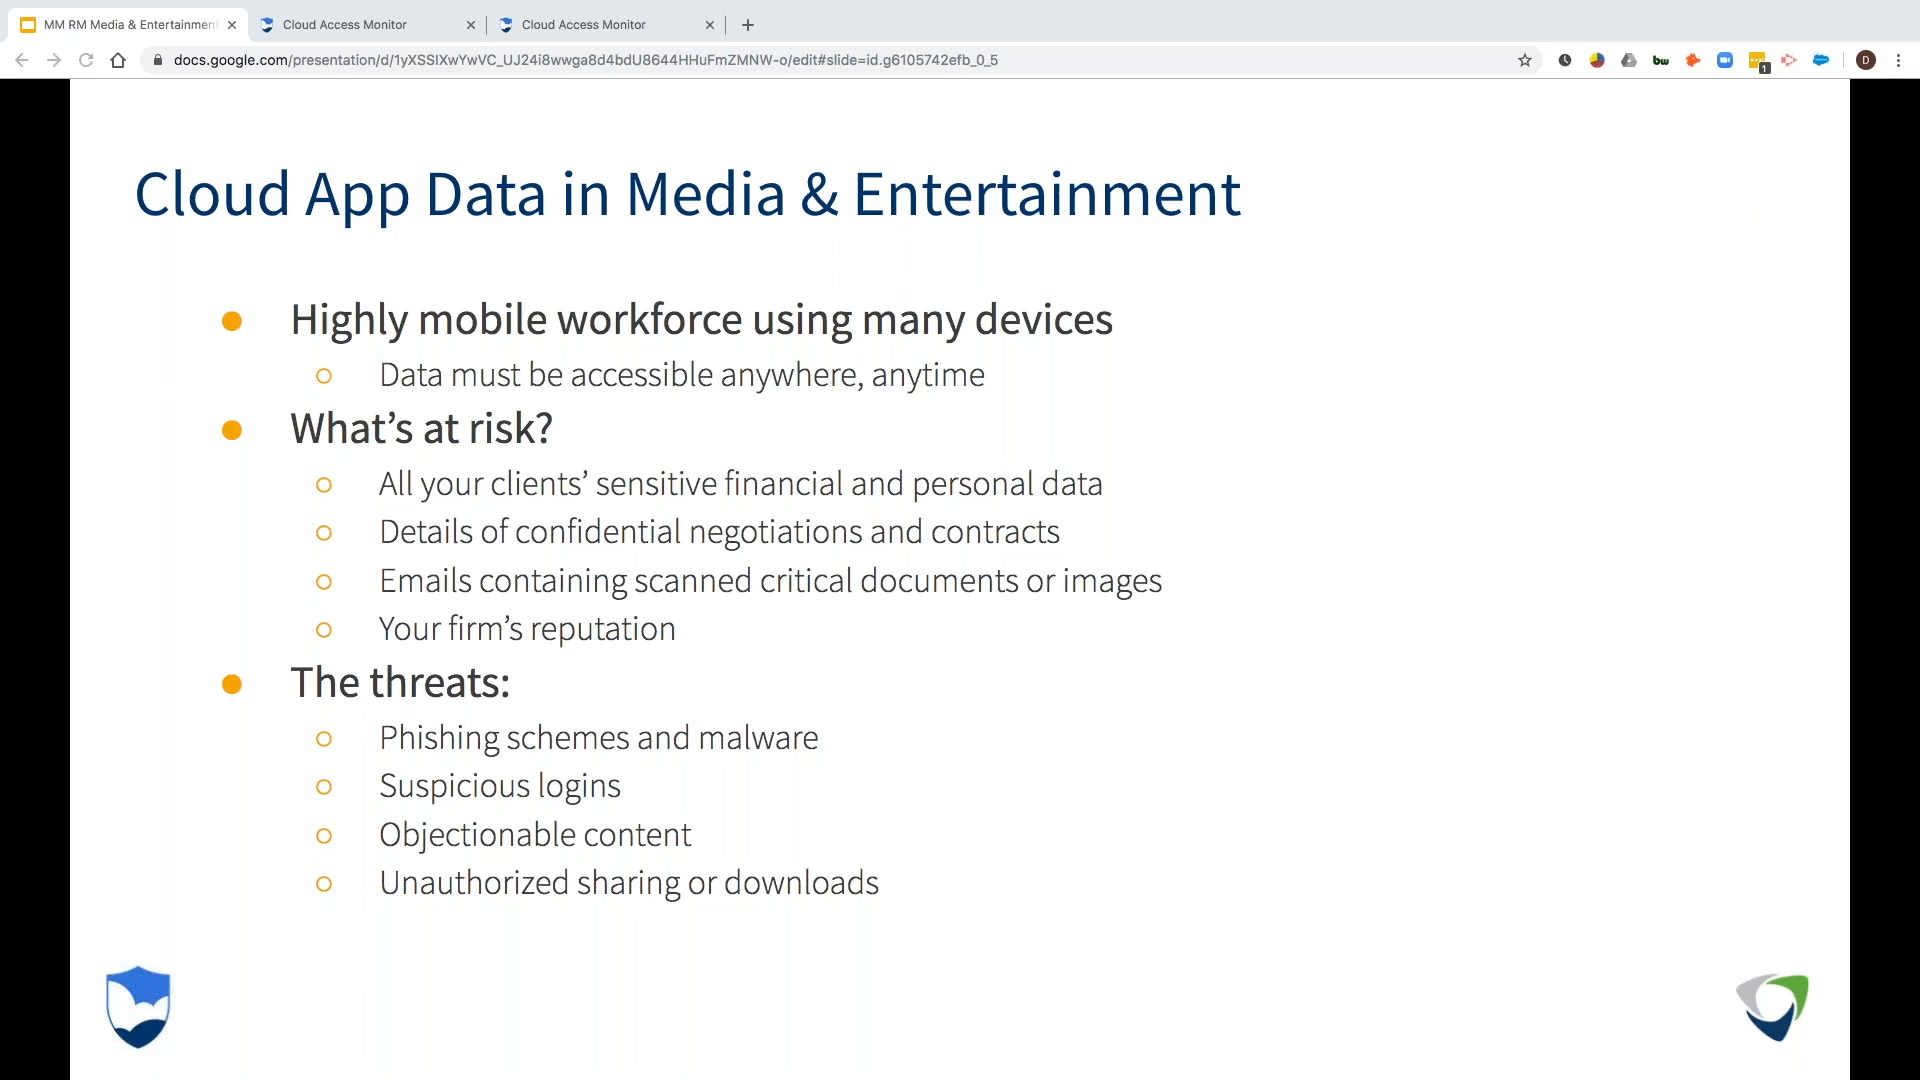 MM RM Media & Entertainment
Cloud Access Monitor
Cloud Access Monitor
docs.google.com/presentation/d/1yXSSIXwYwVC_UJ24i8wwga8d4bdU8644HHuFmZMNW-o/edit#slide=id.g6105742efb_0_5
bw
1
D
Cloud App Data in Media & Entertainment
Highly mobile workforce using many devices
Data must be accessible anywhere, anytime
What’s at risk?
All your clients’ sensitive financial and personal data
Details of confidential negotiations and contracts
Emails containing scanned critical documents or images
Your firm’s reputation
The threats:
Phishing schemes and malware
Suspicious logins
Objectionable content
Unauthorized sharing or downloads